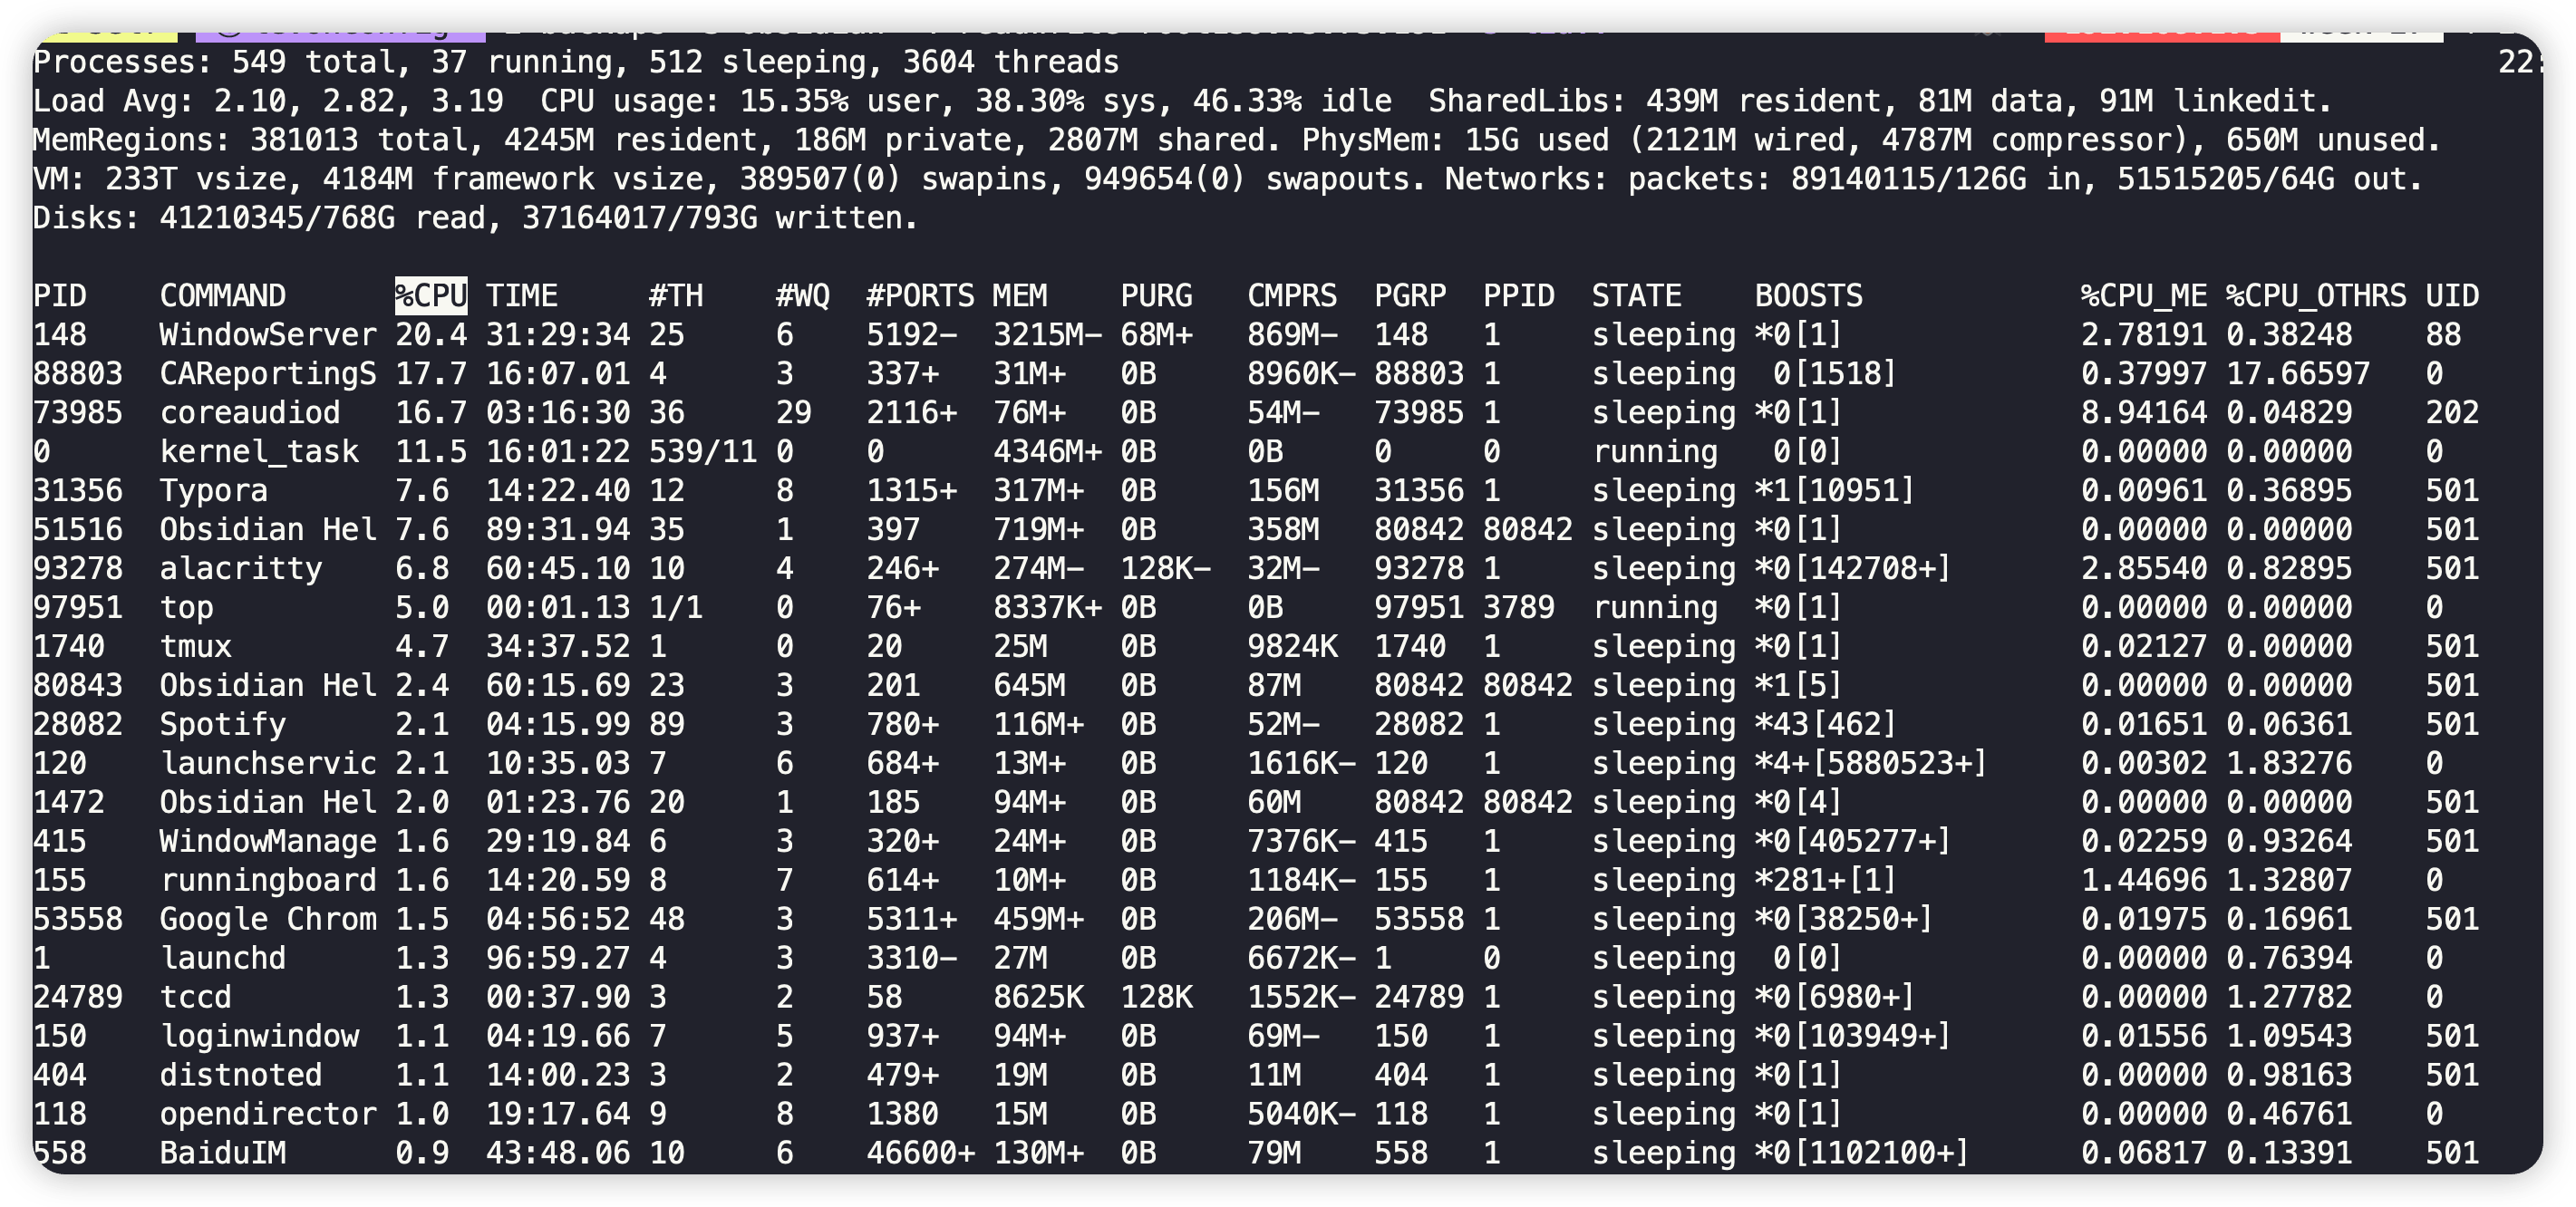 Processes: 549 total, 37 running, 512 sleeping, 3604 threads 22:
Load Avg: 2.10, 2.82, 3.19 CPU usage: 15.35% user, 38.30% sys, 46.33% idle SharedLibs: 439M resident, 81M data, 91M linkedit.
MemRegions: 381013 total, 4245M resident, 186M private, 2807M shared. PhysMem: 15G used (2121M wired, 4787M compressor), 650M unused.
VM: 233T vsize, 4184M framework vsize, 389507(0) swapins, 949654(0) swapouts. Networks: packets: 89140115/126G in, 51515205/64G out.
Disks: 41210345/768G read, 37164017/793G written.
PID COMMAND %CPU TIME #TH #WQ #PORTS MEM PURG CMPRS PGRP PPID STATE BOOSTS %CPU_ME %CPU_OTHRS UID
148 WindowServer 20.4 31:29:34 25 6 5192- 3215M- 68M+ 869M- 148 1 sleeping *0[1] 2.78191 0.38248 88
88803 CAReportingS 17.7 16:07.01 4 3 337+ 31M+ 0B 8960K- 88803 1 sleeping 0[1518] 0.37997 17.66597 0
73985 coreaudiod 16.7 03:16:30 36 29 2116+ 76M+ 0B 54M- 73985 1 sleeping *0[1] 8.94164 0.04829 202
0 kernel_task 11.5 16:01:22 539/11 0 0 4346M+ 0B 0B 0 0 running 0[0] 0.00000 0.00000 0
31356 Typora 7.6 14:22.40 12 8 1315+ 317M+ 0B 156M 31356 1 sleeping *1[10951] 0.00961 0.36895 501
51516 Obsidian Hel 7.6 89:31.94 35 1 397 719M+ 0B 358M 80842 80842 sleeping *0[1] 0.00000 0.00000 501
93278 alacritty 6.8 60:45.10 10 4 246+ 274M- 128K- 32M- 93278 1 sleeping *0[142708+] 2.85540 0.82895 501
97951 top 5.0 00:01.13 1/1 0 76+ 8337K+ 0B 0B 97951 3789 running *0[1] 0.00000 0.00000 0
1740 tmux 4.7 34:37.52 1 0 20 25M 0B 9824K 1740 1 sleeping *0[1] 0.02127 0.00000 501
80843 Obsidian Hel 2.4 60:15.69 23 3 201 645M 0B 87M 80842 80842 sleeping *1[5] 0.00000 0.00000 501
28082 Spotify 2.1 04:15.99 89 3 780+ 116M+ 0B 52M- 28082 1 sleeping *43[462] 0.01651 0.06361 501
120 launchservic 2.1 10:35.03 7 6 684+ 13M+ 0B 1616K- 120 1 sleeping *4+[5880523+] 0.00302 1.83276 0
1472 Obsidian Hel 2.0 01:23.76 20 1 185 94M+ 0B 60M 80842 80842 sleeping *0[4] 0.00000 0.00000 501
415 WindowManage 1.6 29:19.84 6 3 320+ 24M+ 0B 7376K- 415 1 sleeping *0[405277+] 0.02259 0.93264 501
155 runningboard 1.6 14:20.59 8 7 614+ 10M+ 0B 1184K- 155 1 sleeping *281+[1] 1.44696 1.32807 0
53558 Google Chrom 1.5 04:56:52 48 3 5311+ 459M+ 0B 206M- 53558 1 sleeping *0[38250+] 0.01975 0.16961 501
1 launchd 1.3 96:59.27 4 3 3310- 27M 0B 6672K- 1 0 sleeping 0[0] 0.00000 0.76394 0
24789 tccd 1.3 00:37.90 3 2 58 8625K 128K 1552K- 24789 1 sleeping *0[6980+] 0.00000 1.27782 0
150 loginwindow 1.1 04:19.66 7 5 937+ 94M+ 0B 69M- 150 1 sleeping *0[103949+] 0.01556 1.09543 501
404 distnoted 1.1 14:00.23 3 2 479+ 19M 0B 11M 404 1 sleeping *0[1] 0.00000 0.98163 501
118 opendirector 1.0 19:17.64 9 8 1380 15M 0B 5040K- 118 1 sleeping *0[1] 0.00000 0.46761 0
558 BaiduIM 0.9 43:48.06 10 6 46600+ 130M+ 0B 79M 558 1 sleeping *0[1102100+] 0.06817 0.13391 501